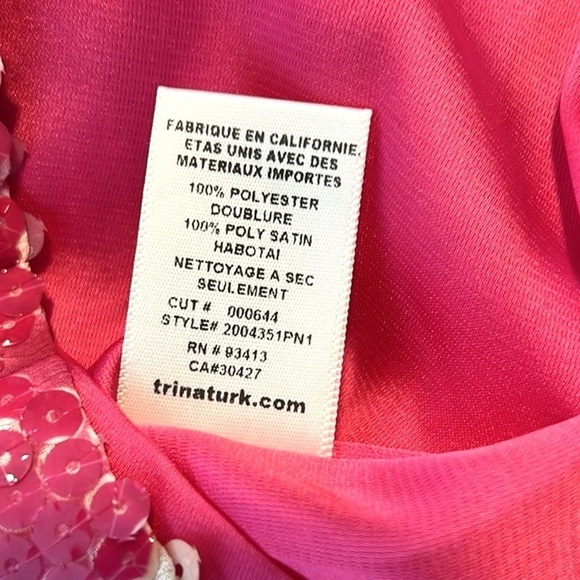 FABRIQUE EN CALIFORNIE,
ETAS UNIS AVEC DES
MATERIAUX IMPORTES
100% POLYESTER
DOUBLURE
100% POLY SATIN
HABOTAI
NETTOYAGE A SEC
SEULEMENT
CUT # 000644
STYLE# 2004351PN1
RN # 93413
CA#30427
trinaturk.com